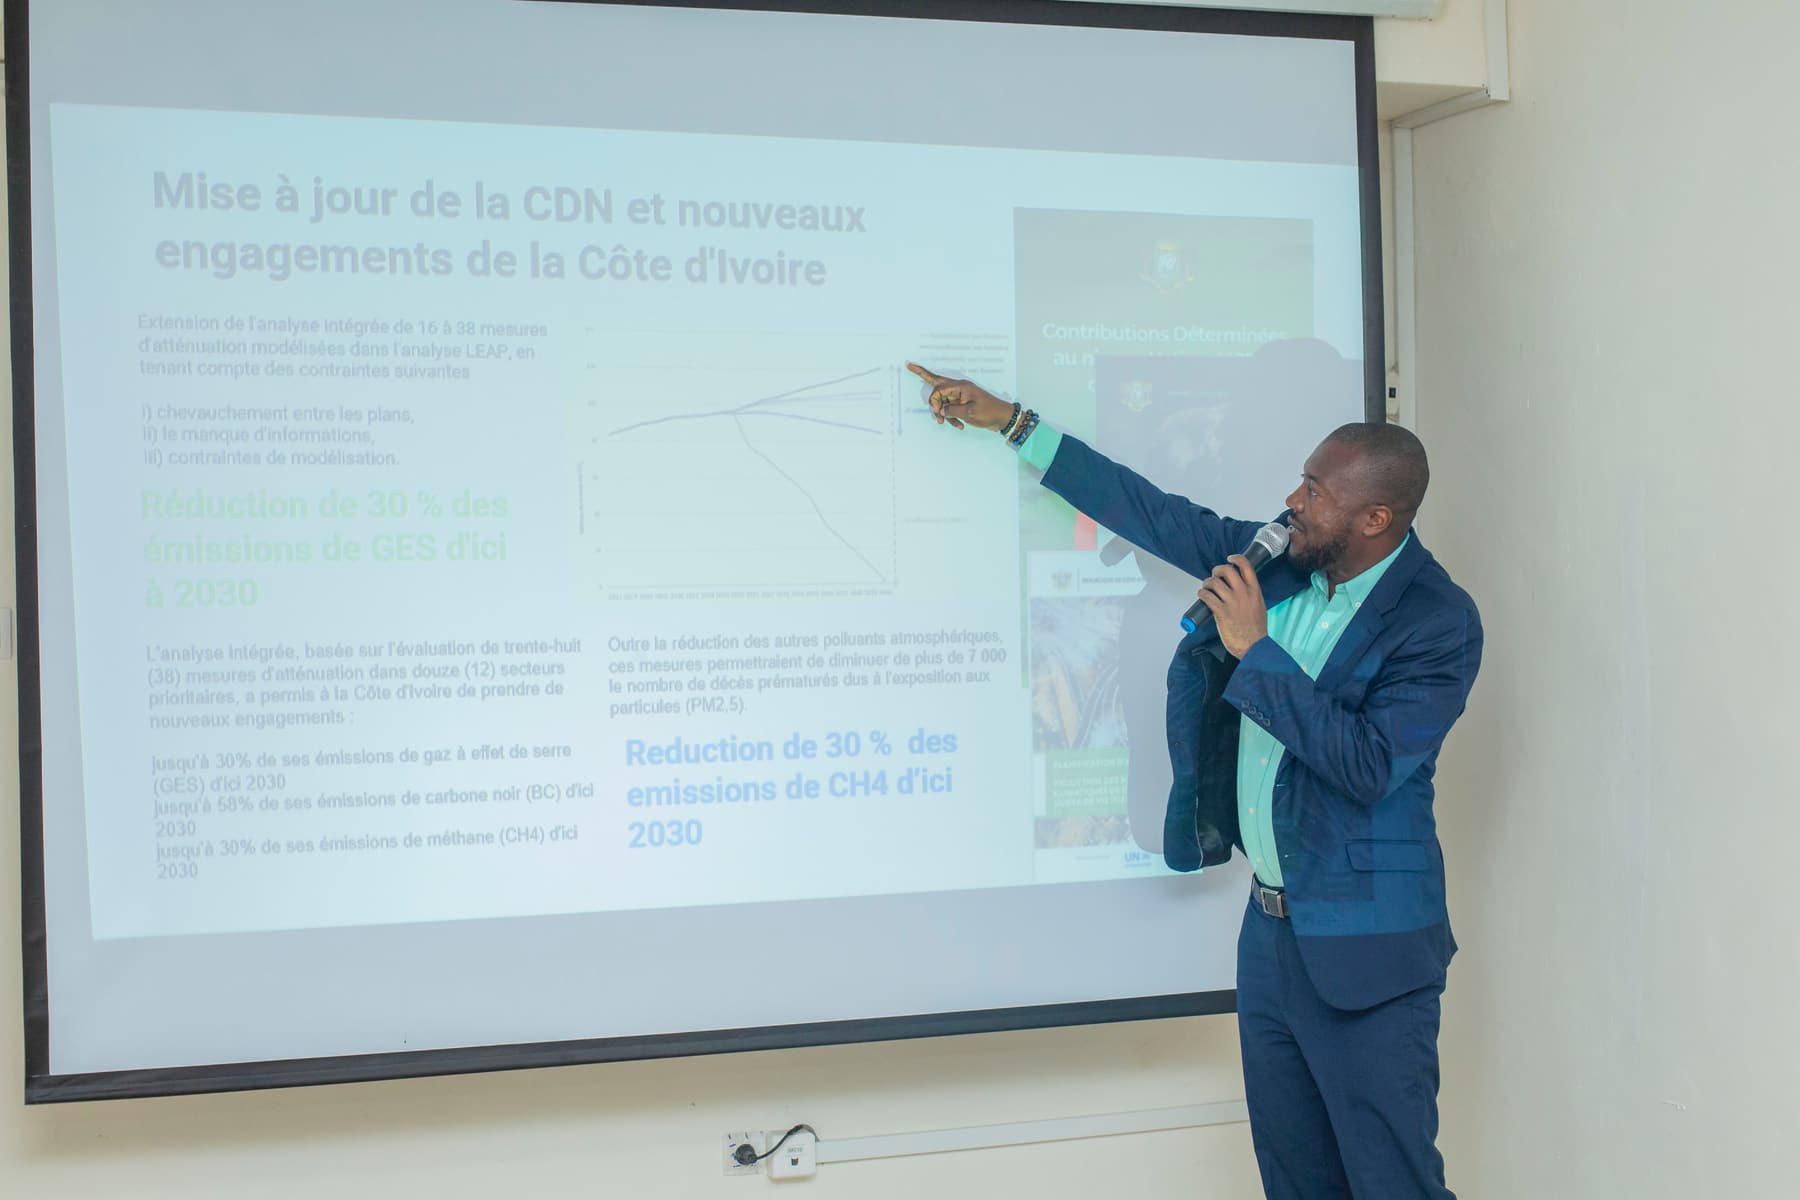 Mise à jour de la CDN et nouveaux
engagements de la Côte d'Ivoire
Extension de l'analyse intégrée de 16 à 38 mesures
d'atténuation modélisées dans l'analyse LEAP, en
tenant compte des contraintes suivantes
i) chevauchement entre les plans,
ii) le manque d'informations,
iii) contraintes de modélisation.
Réduction de 30 % des
émissions de GES d'ici
à 2030
L'analyse intégrée, basée sur l'évaluation de trente-huit
(38) mesures d'atténuation dans douze (12) secteurs
prioritaires, a permis à la Côte d'Ivoire de prendre de
nouveaux engagements :
Jusqu'à 30% de ses émissions de gaz à effet de serre
(GES) d'ici 2030
Jusqu'à 58% de ses émissions de carbone noir (BC) d'ici
2030
jusqu'à 30% de ses émissions de méthane (CH4) d'ici
2030
Outre la réduction des autres polluants atmosphériques,
ces mesures permettraient de diminuer de plus de 7 000
le nombre de décès prématurés dus à l'exposition aux
particules (PM2,5).
Reduction de 30 % des
emissions de CH4 d'ici
2030
Contributions Déterminées
au
UN